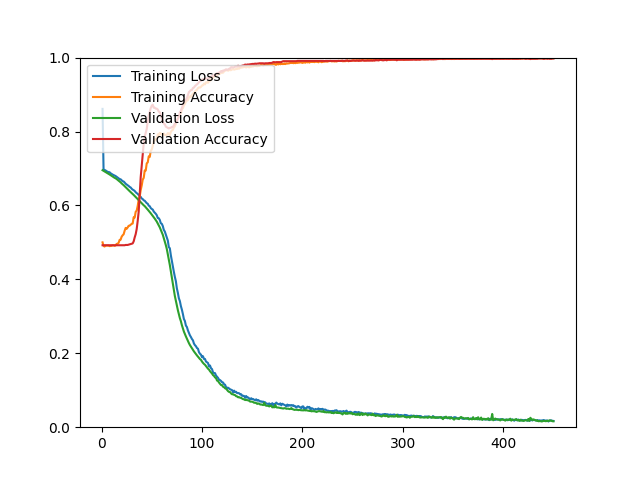 1.0
0.8
0.6
0.4
0.2
0.0
Training Loss
Training Accuracy
Validation Loss
Validation Accuracy
0 100 200 300 400